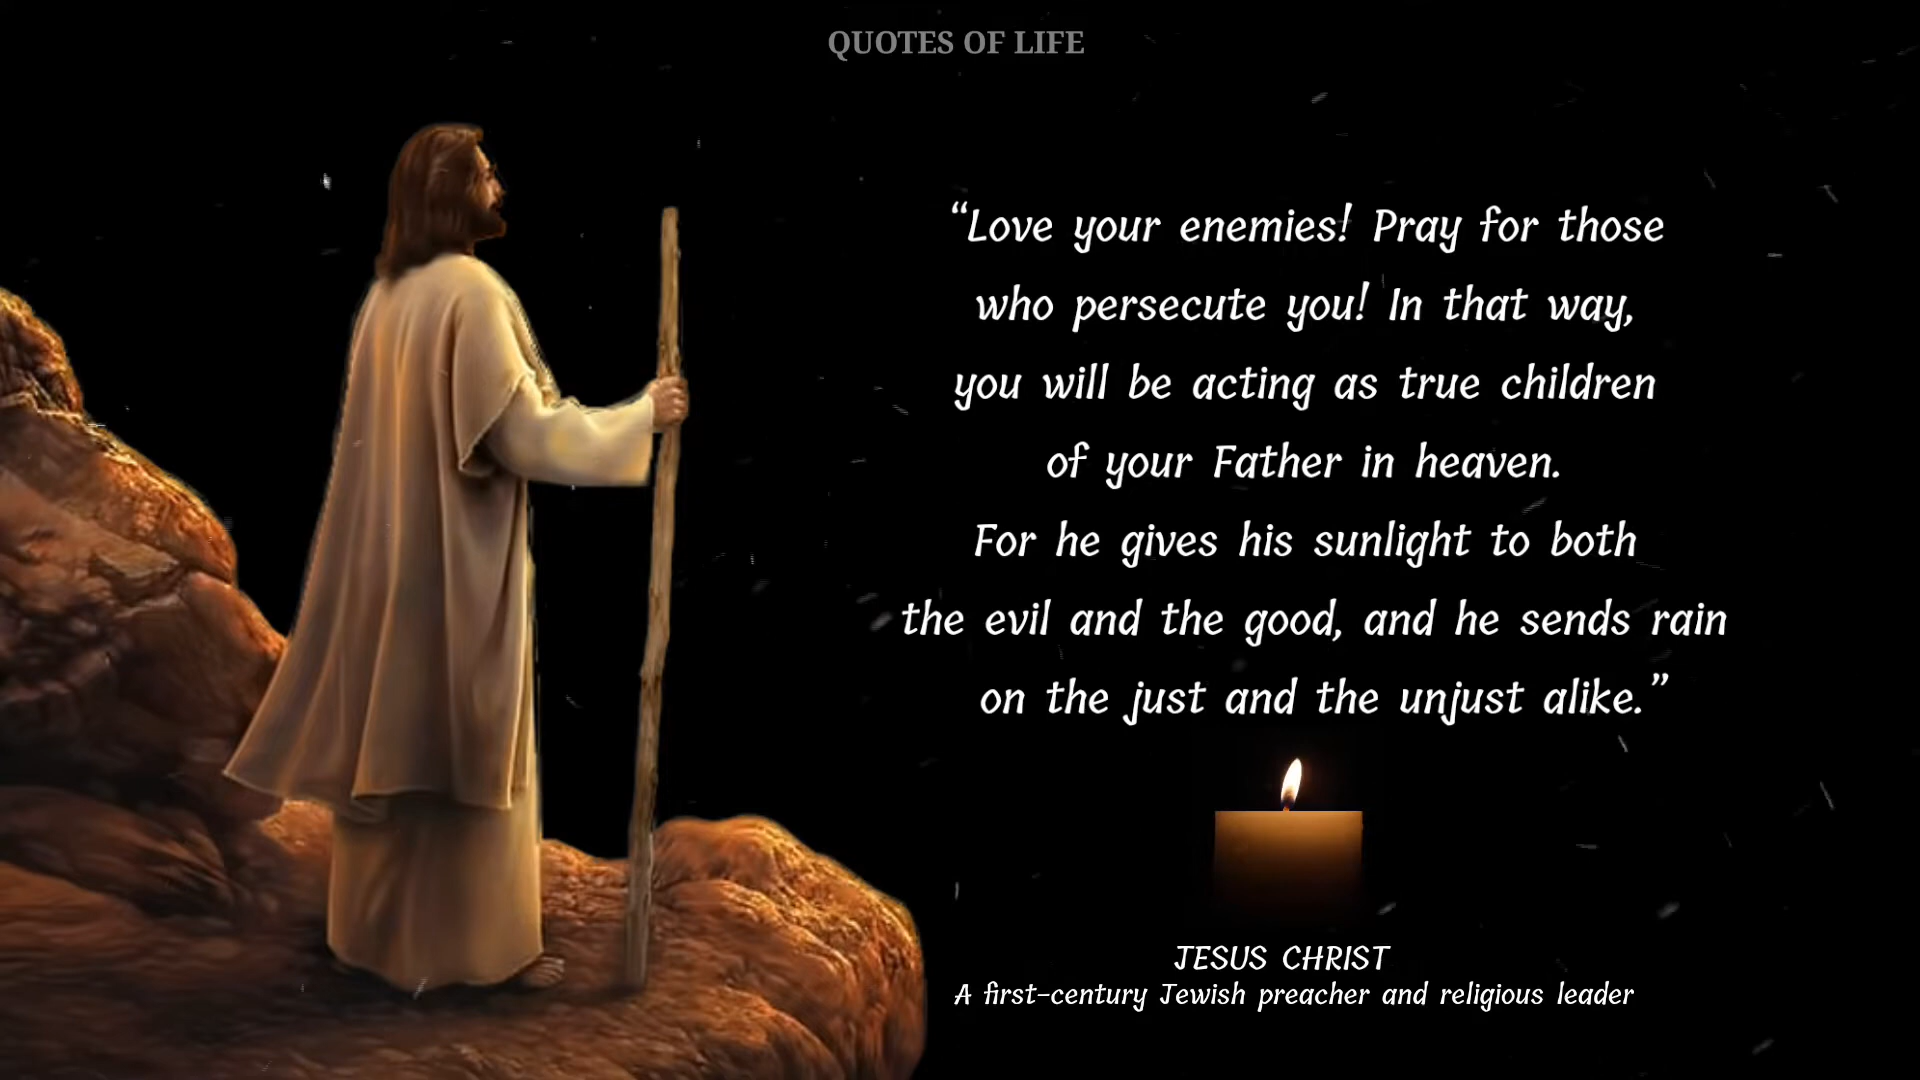 QUOTES OF LIFE
“Love your enemies! Pray for those
who persecute you! In that way,
you will be acting as true children
of your Father in heaven.
For he gives his sunlight to both
the evil and the good, and he sends rain
on the just and the unjust alike.”
JESUS CHRIST
A first-century Jewish preacher and religious leader